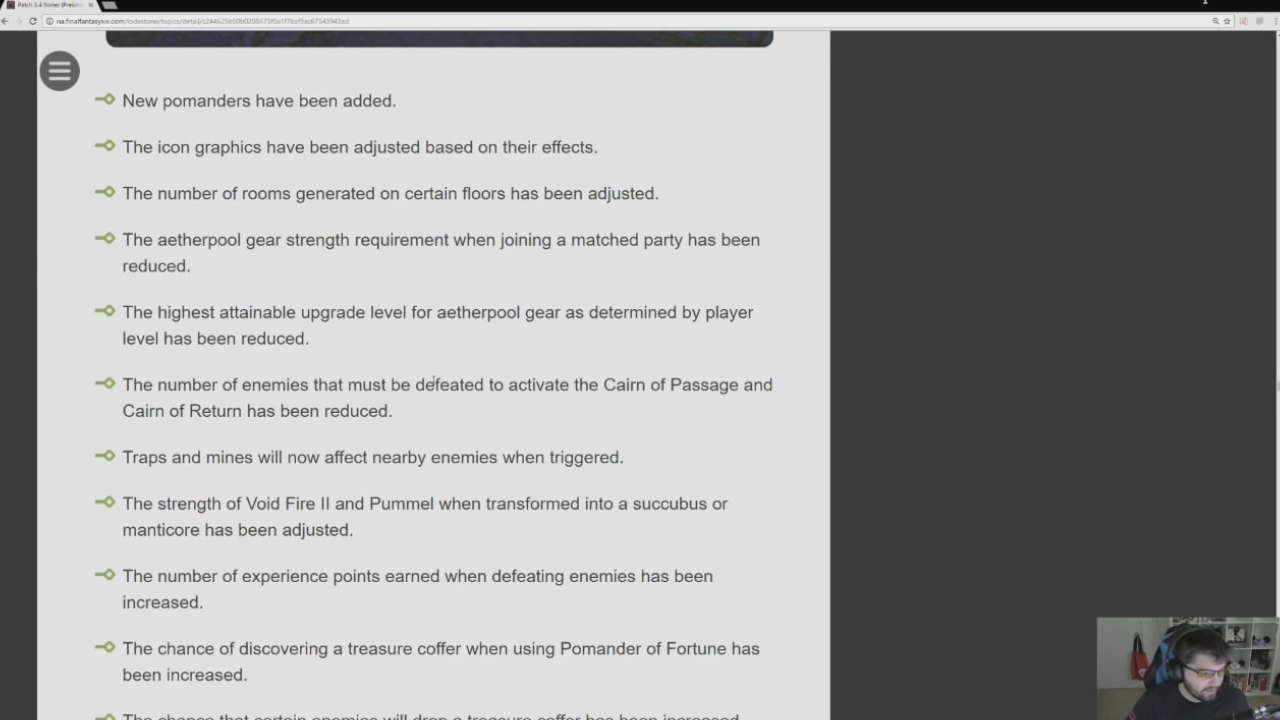 Patch 3.4 Notes (Prelimi
na.finalfantasyxiv.com/lodestone/topics/detail/
New pomanders have been added.
The icon graphics have been adjusted based on their effects.
The number of rooms generated on certain floors has been adjusted.
The aetherpool gear strength requirement when joining a matched party has been
reduced.
The highest attainable upgrade level for aetherpool gear as determined by player
level has been reduced.
The number of enemies that must be defeated to activate the Cairn of Passage and
Cairn of Return has been reduced.
Traps and mines will now affect nearby enemies when triggered.
The strength of Void Fire II and Pummel when transformed into a succubus or
manticore has been adjusted.
The number of experience points earned when defeating enemies has been
increased.
The chance of discovering a treasure coffer when using Pomander of Fortune has
been increased.
The chance that certain enemies will drop a treasure coffer has been increased